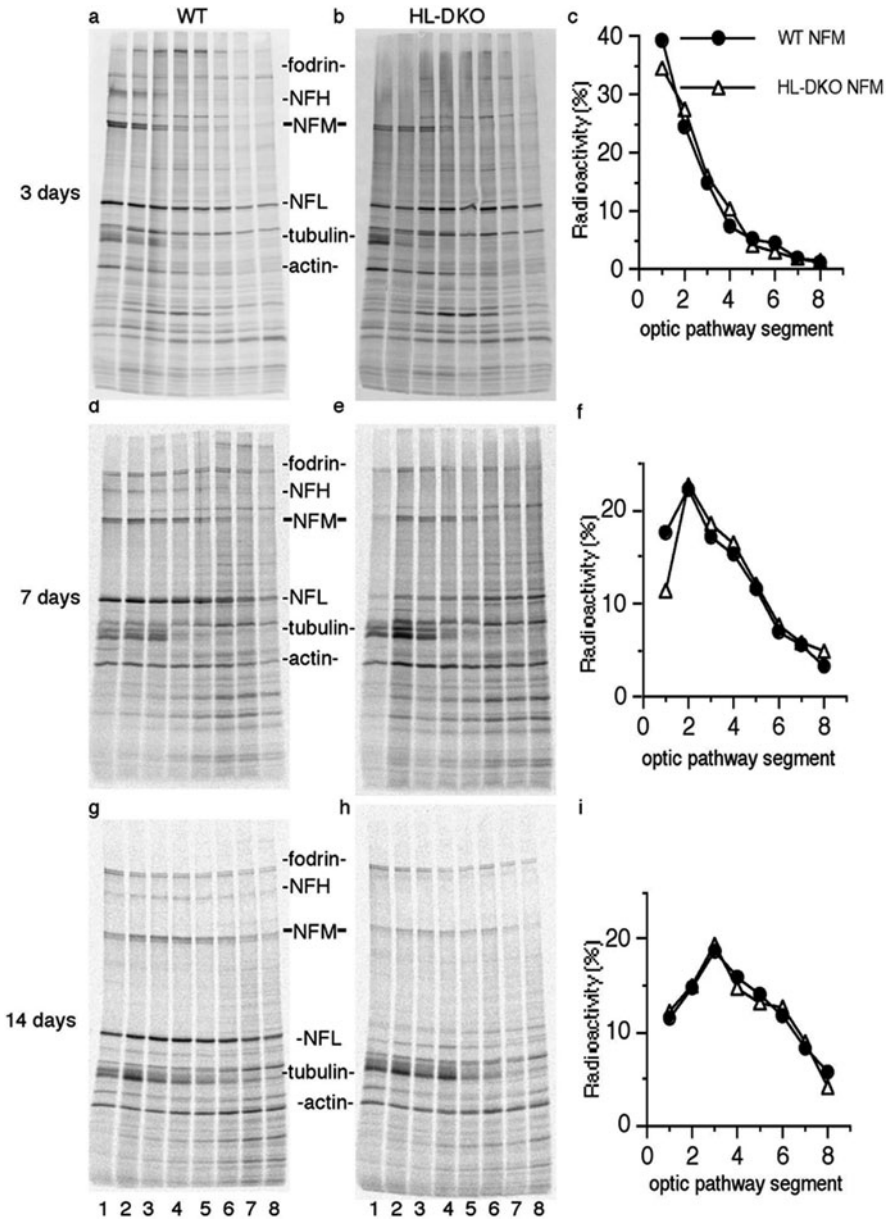 WT
HL-DKO
a
b
c
3 days
-fodrin-
-NFH
-NFM-
-NFL
-tubulin-
-actin-
WT NFM
HL-DKO NFM
Radioactivity (%)
40
30
20
10
0
0 2 4 6 8
optic pathway segment
d
e
f
7 days
-fodrin-
-NFH
-NFM-
-NFL
-tubulin-
-actin-
Radioactivity (%)
20
10
0
0 2 4 6 8
optic pathway segment
g
h
i
14 days
-fodrin-
-NFH
-NFM-
-NFL
-tubulin-
-actin-
Radioactivity (%)
20
10
0
0 2 4 6 8
optic pathway segment
1 2 3 4 5 6 7 8
1 2 3 4 5 6 7 8